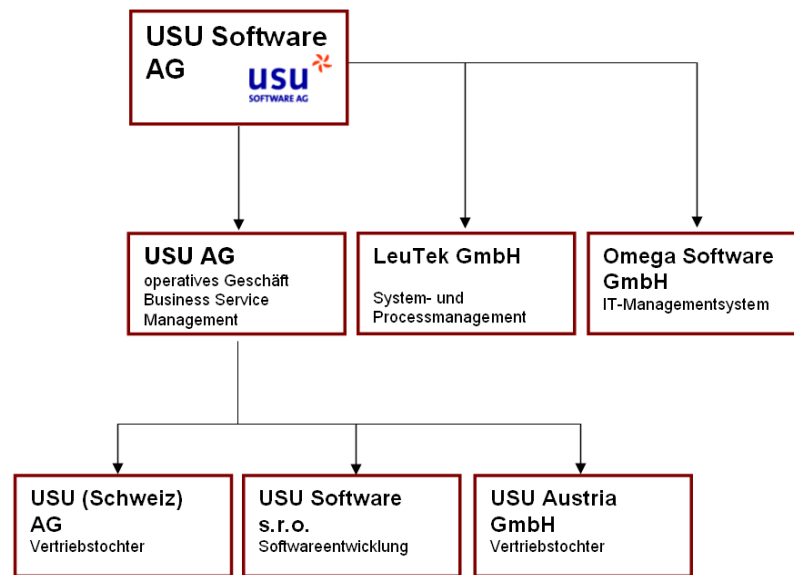 USU Software
AG
usu
SOFTWARE AG
USU AG
operatives Geschäft
Business Service
Management
LeuTek GmbH
System- und
Processmanagement
Omega Software
GmbH
IT-Managementsystem
USU (Schweiz)
AG
Vertriebstochter
USU Software
s.r.o.
Softwareentwicklung
USU Austria
GmbH
Vertriebstochter